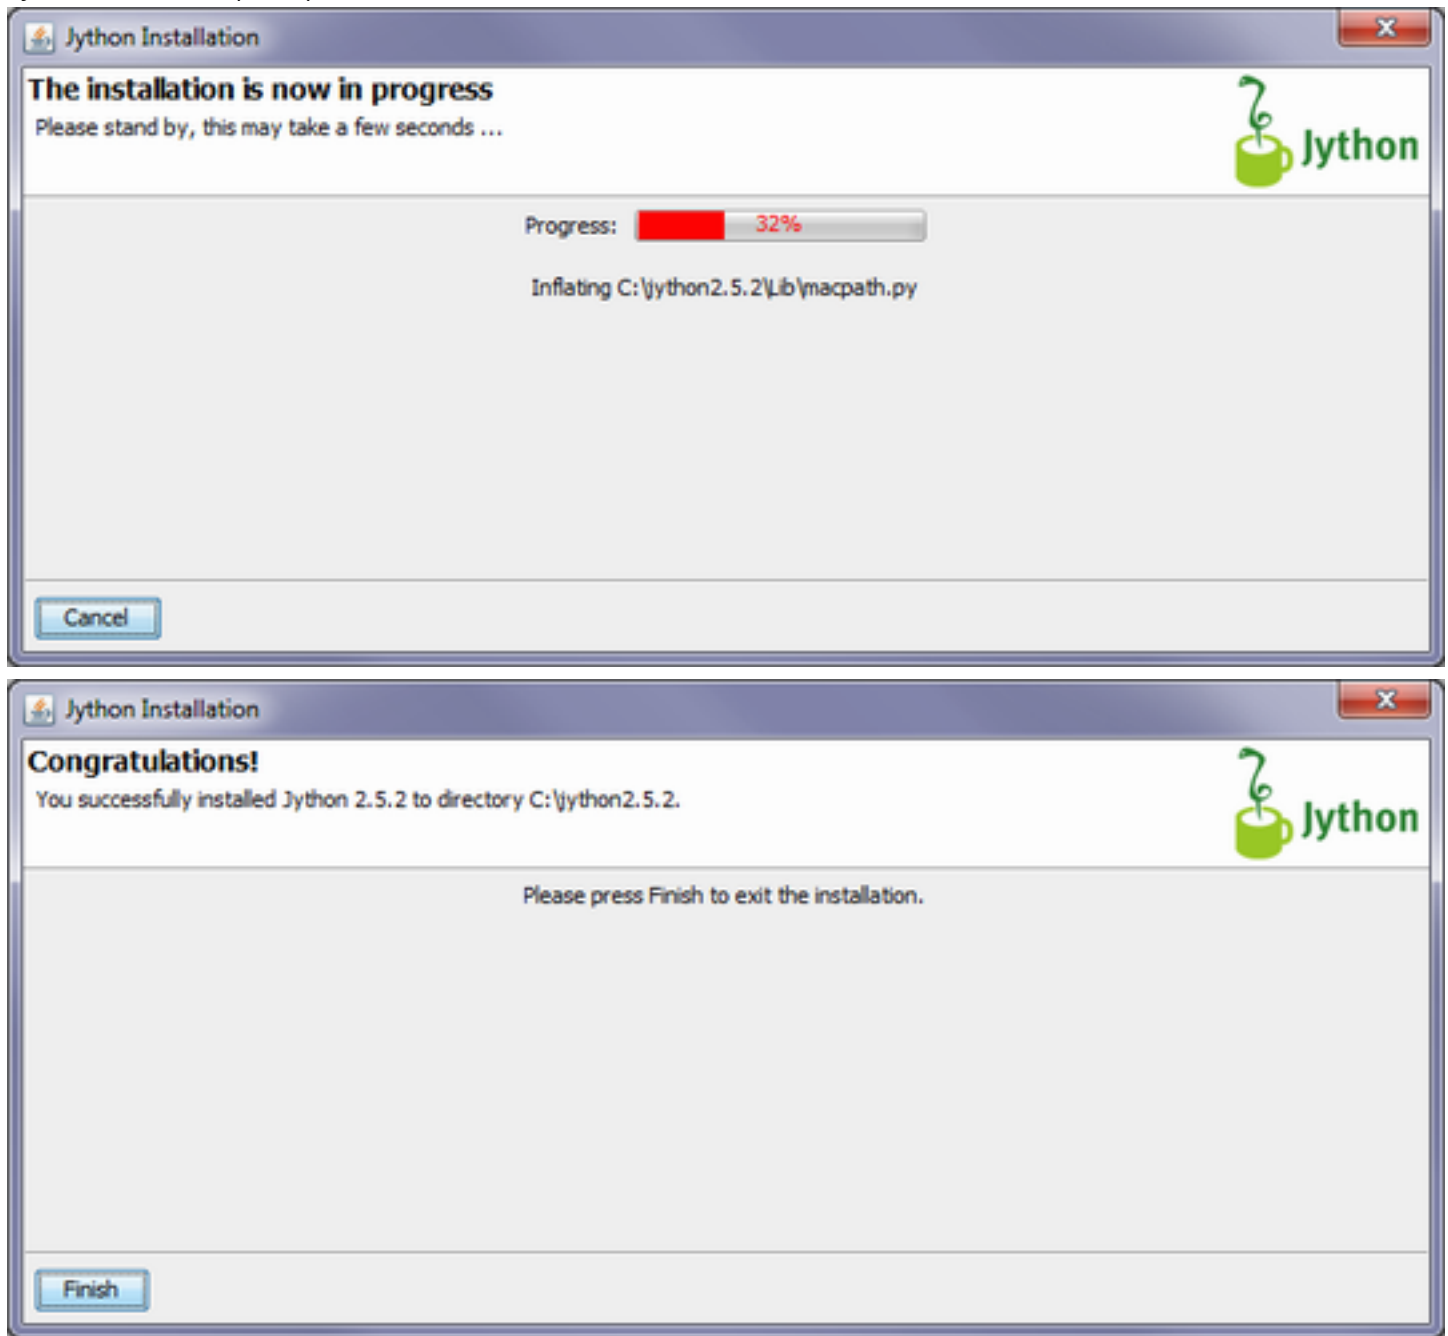 Jython Installation
The installation is now in progress
Please stand by, this may take a few seconds ...
Jython
Progress: 32%
Inflating C:\jython2.5.2\Lib\macpath.py
Cancel
Jython Installation
Congratulations!
You successfully installed Jython 2.5.2 to directory C:\jython2.5.2.
Jython
Please press Finish to exit the installation.
Finish